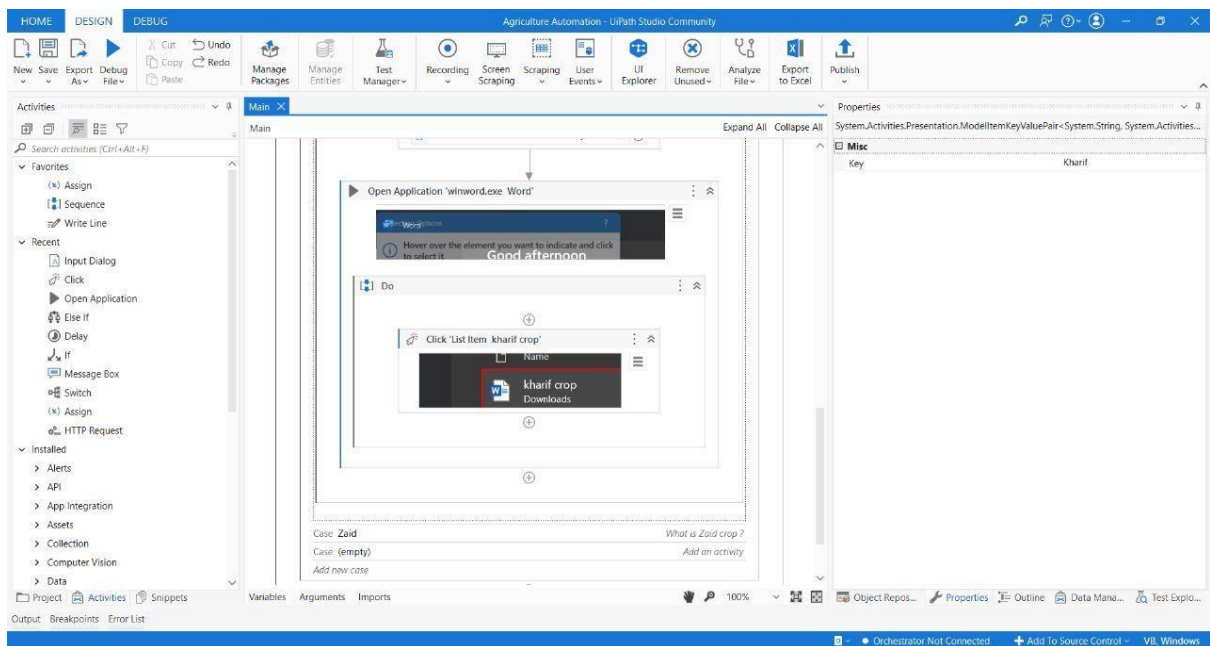 HOME DESIGN DEBUG Agriculture Automation - UiPath Studio Community
New Save Export As Debug File Cut Copy Paste Undo Redo Manage Packages Manage Entities Test Manager Recording Screen Scraping Scraping User Events UI Explorer Remove Unused Analyze File Export to Excel Publish
Activities
Search activities (Ctrl+Alt+F)
Favorites
(x) Assign
Sequence
Write Line
Recent
Input Dialog
Click
Open Application
Else If
Delay
If
Message Box
Switch
(x) Assign
HTTP Request
Installed
Alerts
API
App Integration
Assets
Collection
Computer Vision
Data
Project Activities Snippets
Output Breakpoints Error List
Main
Main Expand All Collapse All
Open Application 'winword.exe Word'
Word
Hover over the element you want to indicate and click
to select it.
Good afternoon
Do
Click 'List Item kharif crop'
Name
kharif crop
Downloads
Case Zaid What is Zaid crop ?
Case (empty) Add an activity
Add new case
Variables Arguments Imports 100%
Properties
System.Activities.Presentation.ModelItemKeyValuePair<System.String, System.Activities...
Misc
Key Kharif
Object Repos... Properties Outline Data Mana... Test Explo...
Orchestrator Not Connected Add To Source Control VB, Windows